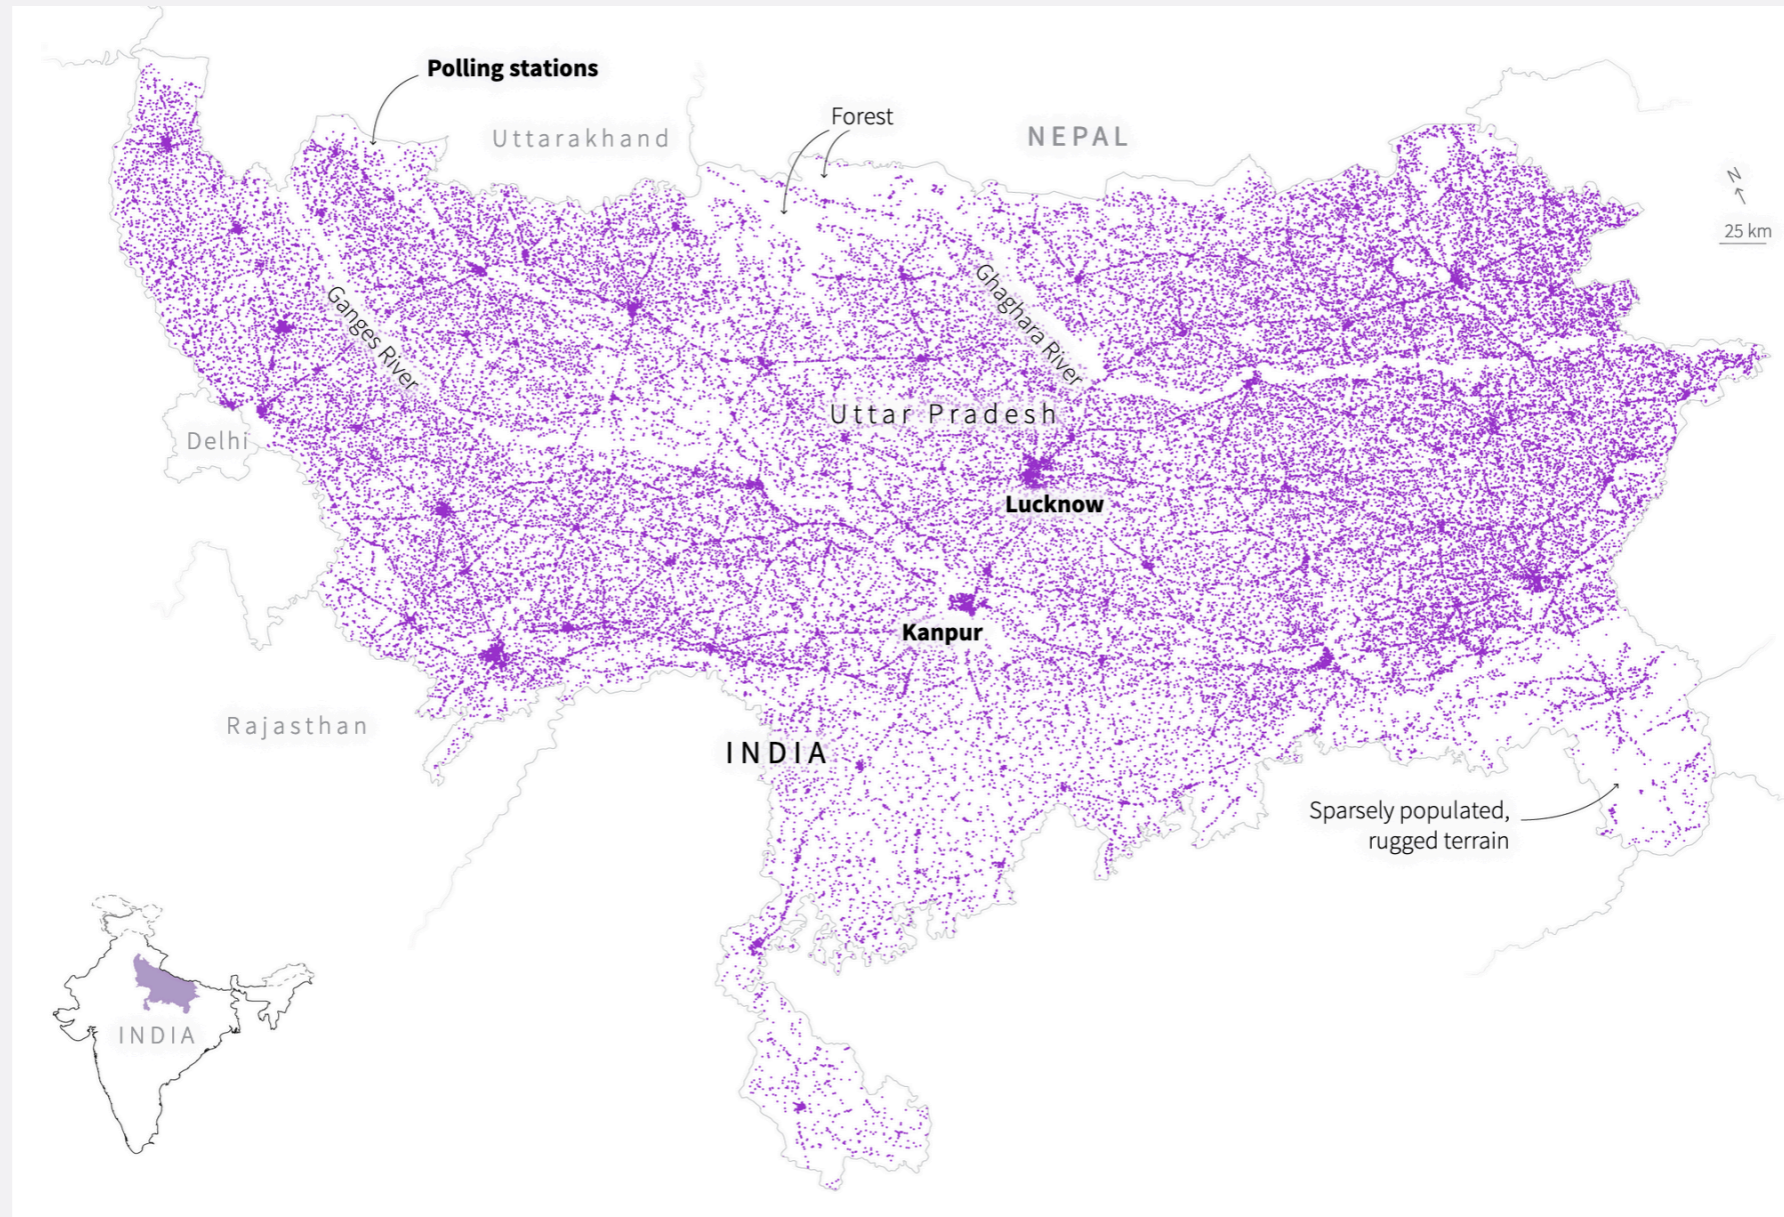 Polling stations
Forest
Uttarakhand
NEPAL
N
25 km
Ganges River
Ghaghara River
Uttar Pradesh
Delhi
Lucknow
Kanpur
Rajasthan
INDIA
Sparsely populated,
rugged terrain
INDIA